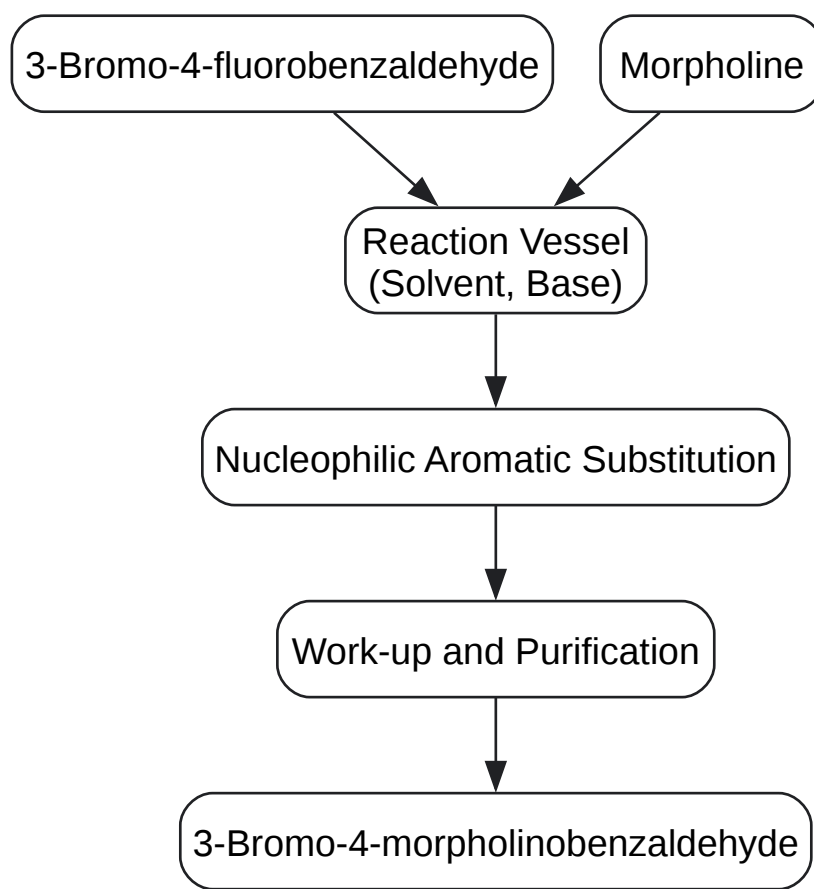 3-Bromo-4-fluorobenzaldehyde
Morpholine
Reaction Vessel
(Solvent, Base)
Nucleophilic Aromatic Substitution
Work-up and Purification
3-Bromo-4-morpholinobenzaldehyde